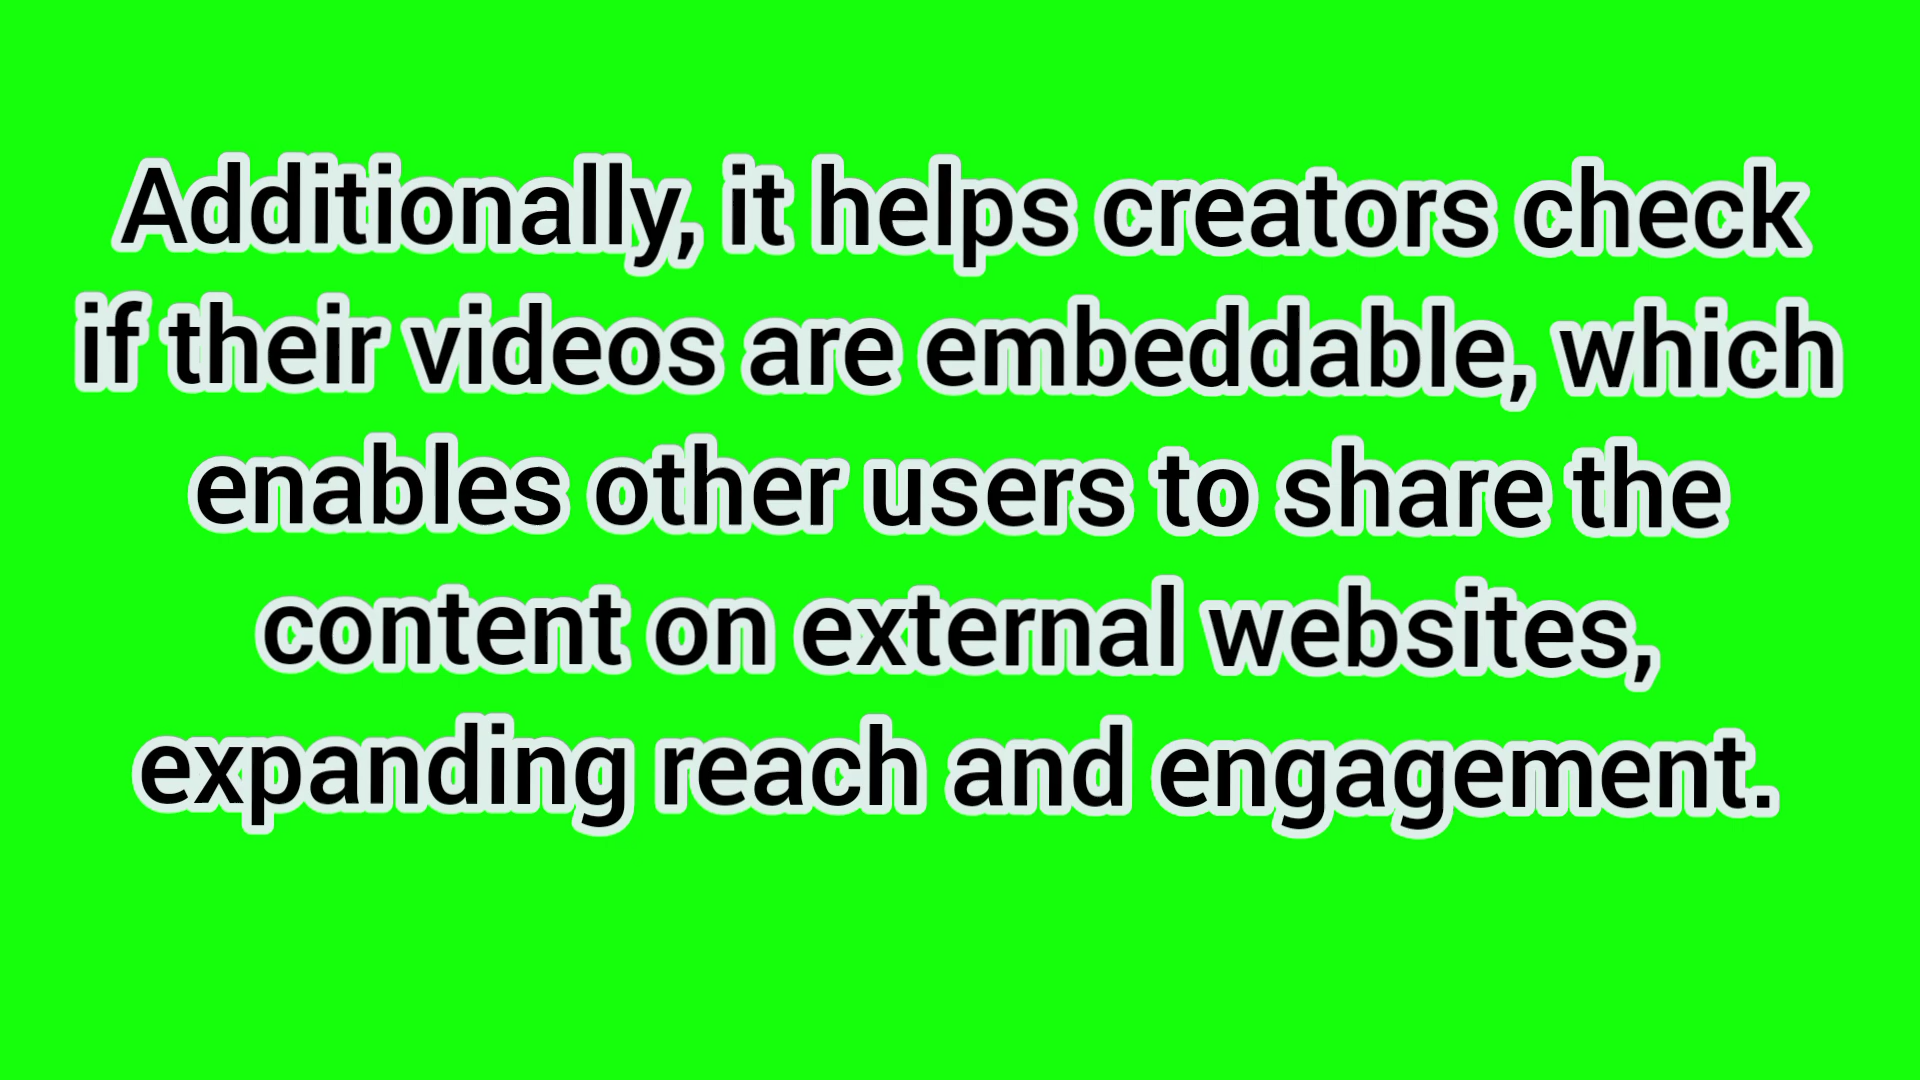 Additionally, it helps creators check
if their videos are embeddable, which
enables other users to share the
content on external websites,
expanding reach and engagement.